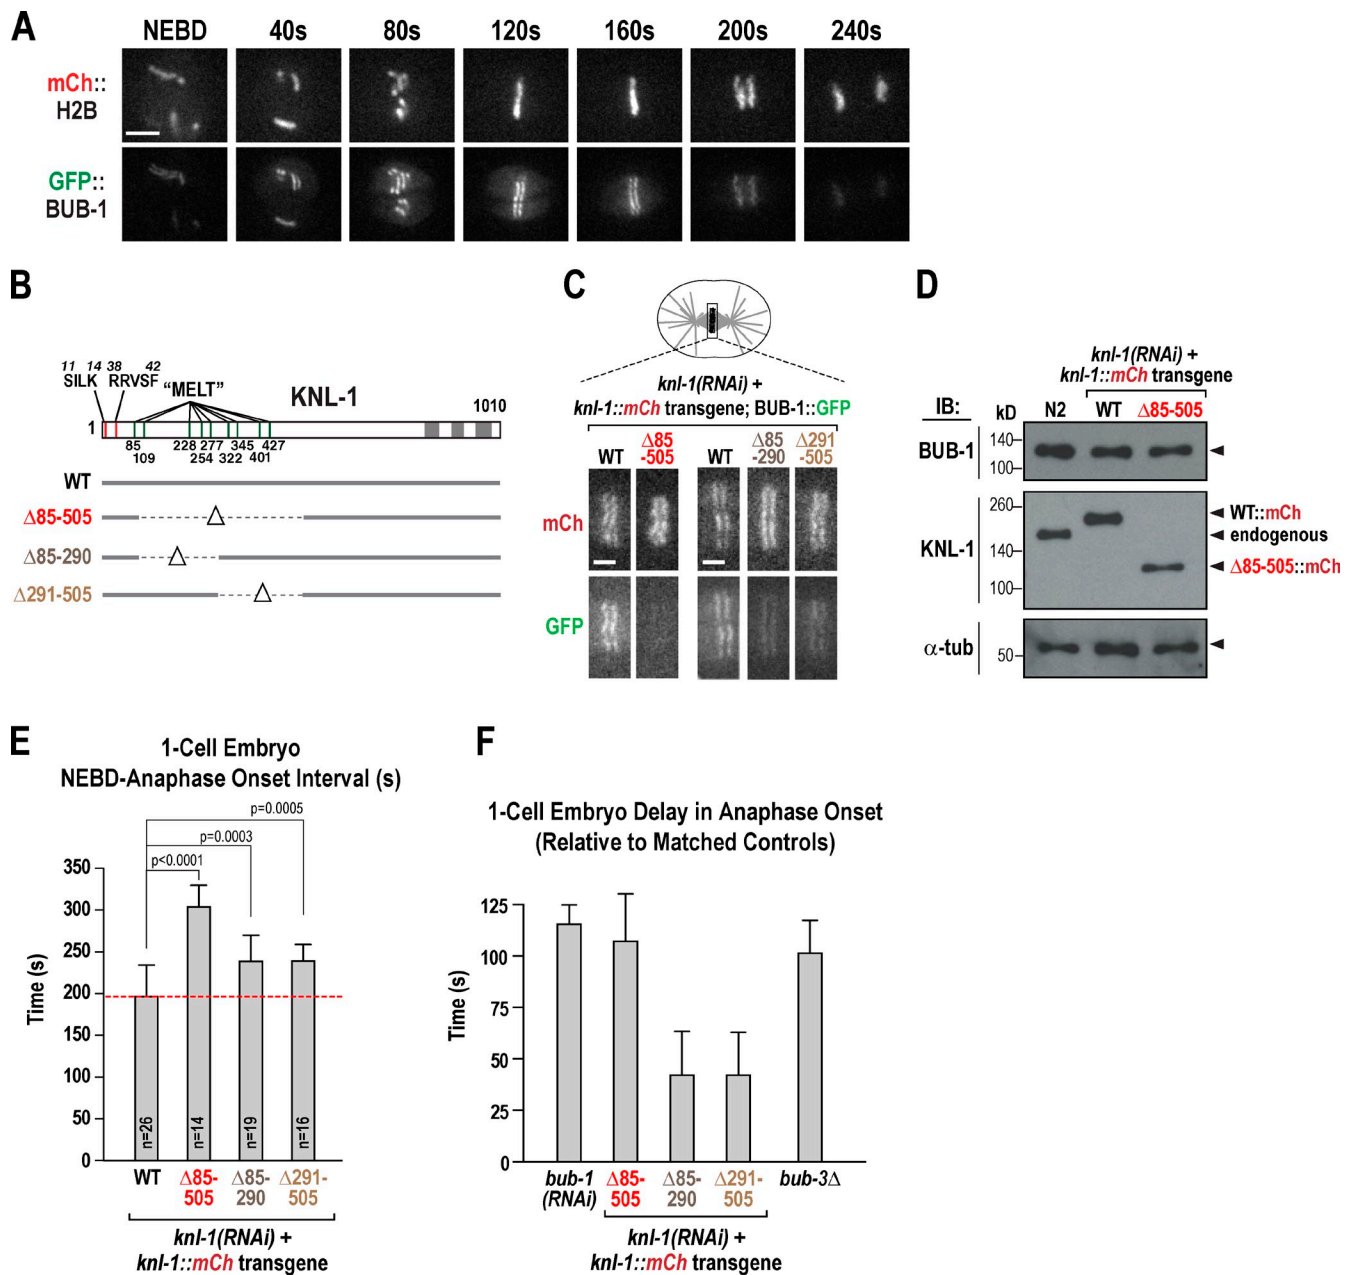 A
NEBD 40s 80s 120s 160s 200s 240s
mCh::
H2B
GFP::
BUB-1
B
11 14 38 42
SILK RRVSF
"MELT"
KNL-1
1010
1
85 228 277 345 427
109 254 322 401
WT
Δ85-505
Δ85-290
Δ291-505
C
knl-1(RNAi) +
knl-1::mCh transgene; BUB-1::GFP
WT Δ85-505 WT Δ85-290 Δ291-505
mCh
GFP
D
knl-1(RNAi) +
knl-1::mCh transgene
IB: kD N2 WT Δ85-505
BUB-1
140
100
KNL-1
260
140
100
WT::mCh
endogenous
Δ85-505::mCh
α-tub
50
E
1-Cell Embryo
NEBD-Anaphase Onset Interval (s)
p=0.0005
p=0.0003
p<0.0001
Time (s)
350
300
250
200
150
100
50
0
n=26 n=14 n=19 n=16
WT Δ85-505 Δ85-290 Δ291-505
knl-1(RNAi) +
knl-1::mCh transgene
F
1-Cell Embryo Delay in Anaphase Onset
(Relative to Matched Controls)
Time (s)
125
100
75
50
25
0
bub-1 (RNAi) Δ85-505 Δ85-290 Δ291-505 bub-3Δ
knl-1(RNAi) +
knl-1::mCh transgene